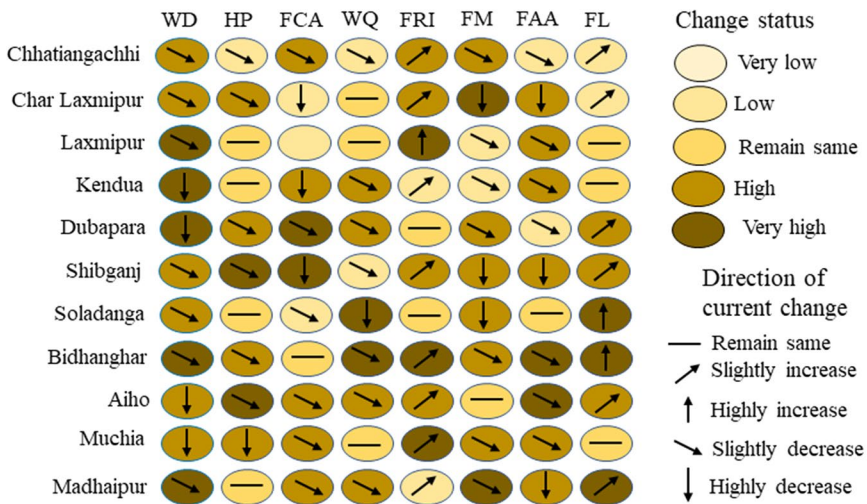 WD HP FCA WQ FRI FM FAA FL
Chhatiangachhi
Char Laxmipur
Laxmipur
Kendua
Dubapara
Shibganj
Soladanga
Bidhanghar
Aiho
Muchia
Madhaipur
Change status
Very low
Low
Remain same
High
Very high
Direction of
current change
Remain same
Slightly increase
Highly increase
Slightly decrease
Highly decrease